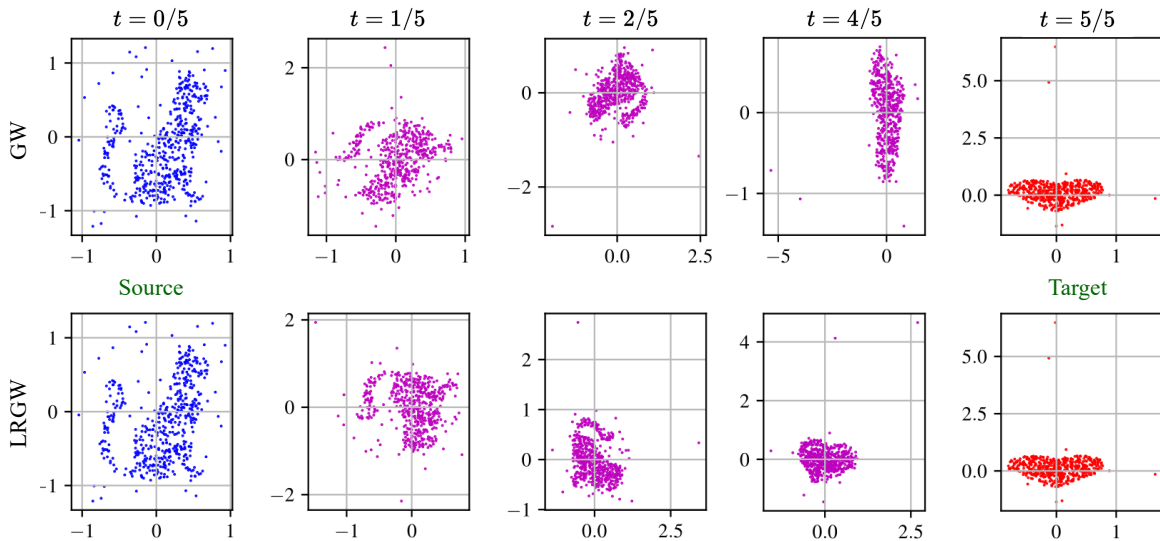 t = 0/5 t = 1/5 t = 2/5 t = 4/5 t = 5/5
GW
1 0 -1
−1 0 1
2 0
−1 0 1
0 −2
0.0 2.5
0 −1
−5 0
5.0 2.5 0.0
0 1
Source Target
LRGW
1 0 -1
−1 0 1
2 0 −2
−1 0
2 1 0 −1
0.0 2.5
4 2 0
0.0 2.5
5.0 2.5 0.0
0 1